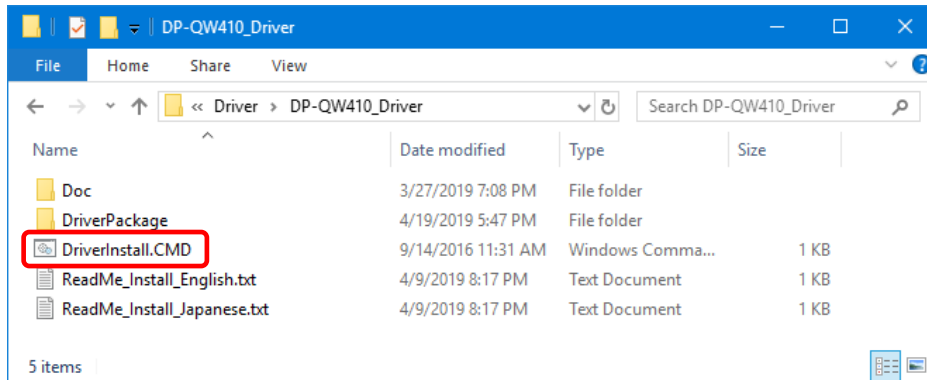 DP-QW410_Driver
File Home Share View
« Driver > DP-QW410_Driver Search DP-QW410_Driver
Name Date modified Type Size
Doc 3/27/2019 7:08 PM File folder
DriverPackage 4/19/2019 5:47 PM File folder
DriverInstall.CMD 9/14/2016 11:31 AM Windows Comma... 1 KB
ReadMe_Install_English.txt 4/9/2019 8:17 PM Text Document 1 KB
ReadMe_Install_Japanese.txt 4/9/2019 8:17 PM Text Document 1 KB
5 items